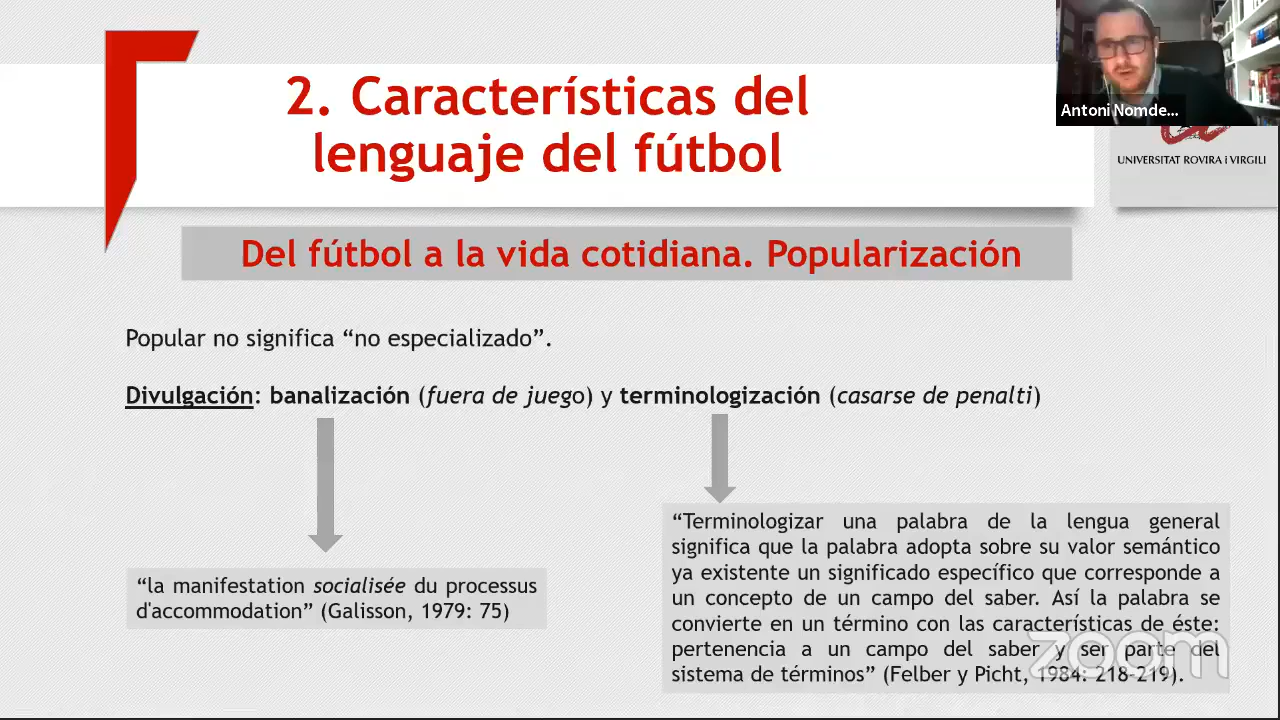 2. Características del
lenguaje del fútbol
Antoni Nomde...
UNIVERSITAT ROVIRA i VIRGILI
Del fútbol a la vida cotidiana. Popularización
Popular no significa “no especializado”.
Divulgación: banalización (fuera de juego) y terminologización (casarse de penalti)
“la manifestation socialisée du processus
d'accommodation” (Galisson, 1979: 75)
“Terminologizar una palabra de la lengua general
significa que la palabra adopta sobre su valor semántico
ya existente un significado específico que corresponde a
un concepto de un campo del saber. Así la palabra se
convierte en un término con las características de éste:
pertenencia a un campo del saber y ser parte del
sistema de términos” (Felber y Picht, 1984: 218-219).
zoom